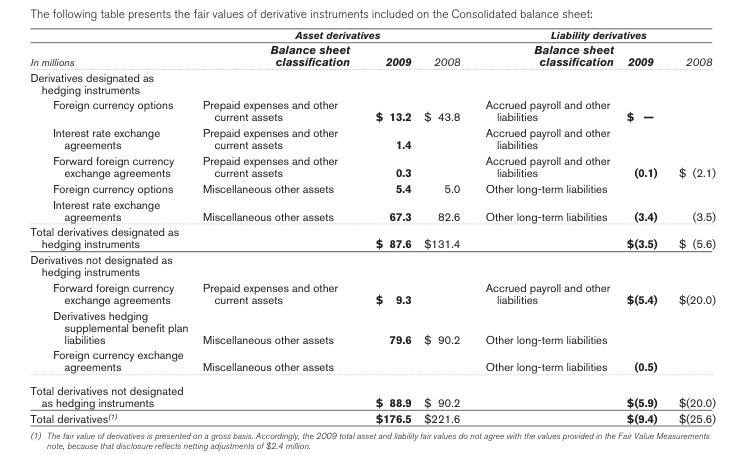 The following table presents the fair values of derivative instruments included on the Consolidated balance sheet:
Asset derivatives Liability derivatives
Balance sheet Balance sheet
In millions classification 2009 2008 classification 2009 2008
Derivatives designated as
hedging instruments
Foreign currency options Prepaid expenses and other Accrued payroll and other
current assets $ 13.2 $ 43.8 liabilities $ —
Interest rate exchange Prepaid expenses and other Accrued payroll and other
agreements current assets 1.4 liabilities
Forward foreign currency Prepaid expenses and other Accrued payroll and other
exchange agreements current assets 0.3 liabilities (0.1) $ (2.1)
Foreign currency options Miscellaneous other assets 5.4 5.0 Other long-term liabilities
Interest rate exchange
agreements Miscellaneous other assets 67.3 82.6 Other long-term liabilities (3.4) (3.5)
Total derivatives designated as
hedging instruments $ 87.6 $131.4 $(3.5) $ (5.6)
Derivatives not designated as
hedging instruments
Forward foreign currency Prepaid expenses and other Accrued payroll and other
exchange agreements current assets $ 9.3 liabilities $(5.4) $(20.0)
Derivatives hedging
supplemental benefit plan
liabilities Miscellaneous other assets 79.6 $ 90.2 Other long-term liabilities
Foreign currency exchange
agreements Miscellaneous other assets Other long-term liabilities (0.5)
Total derivatives not designated
as hedging instruments $ 88.9 $ 90.2 $(5.9) $(20.0)
Total derivatives(1) $176.5 $221.6 $(9.4) $(25.6)
(1) The fair value of derivatives is presented on a gross basis. Accordingly, the 2009 total asset and liability fair values do not agree with the values provided in the Fair Value Measurements
note, because that disclosure reflects netting adjustments of $2.4 million.